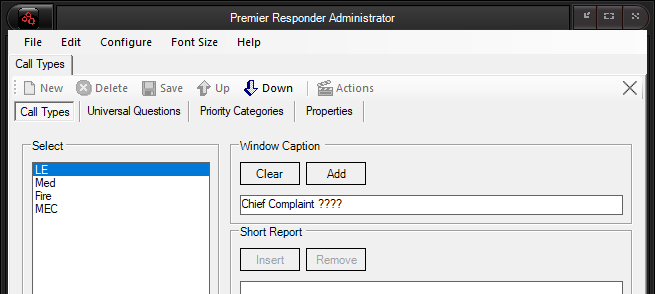 Premier Responder Administrator
File Edit Configure Font Size Help
Call Types
New Delete Save Up Down Actions
Call Types Universal Questions Priority Categories Properties
Select
LE
Med
Fire
MEC
Window Caption
Clear Add
Chief Complaint ????
Short Report
Insert Remove